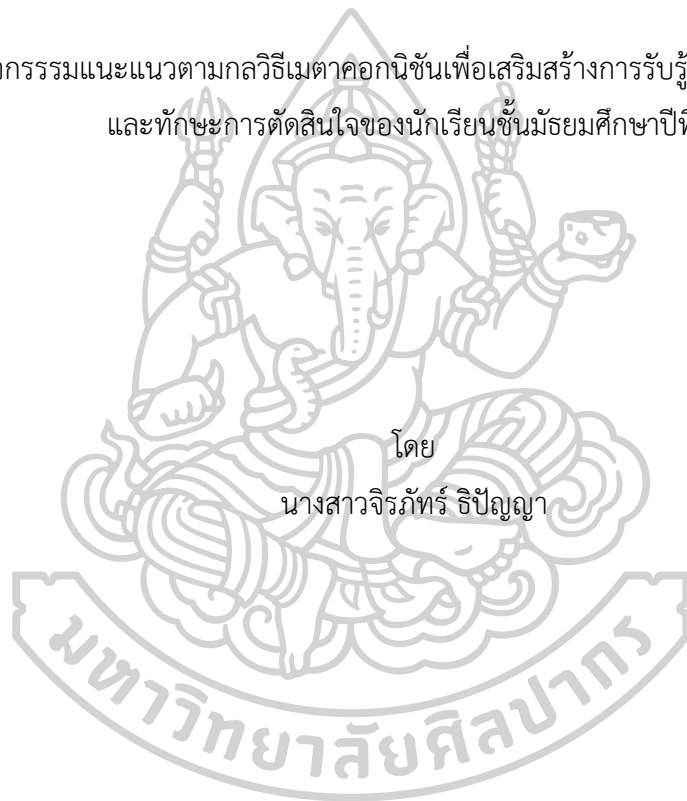 กรรรมแนะแนวตามกลวิธีเมตาคอกนิชันเพื่อเสริมสร้างการรับรู้
และทักษะการตัดสินใจของนักเรียนชั้นมัธยมศึกษาปี
โดย
นางสาวจิรภัทร์ ธิปัญญา
มหาวิทยาลัยศิลปากร